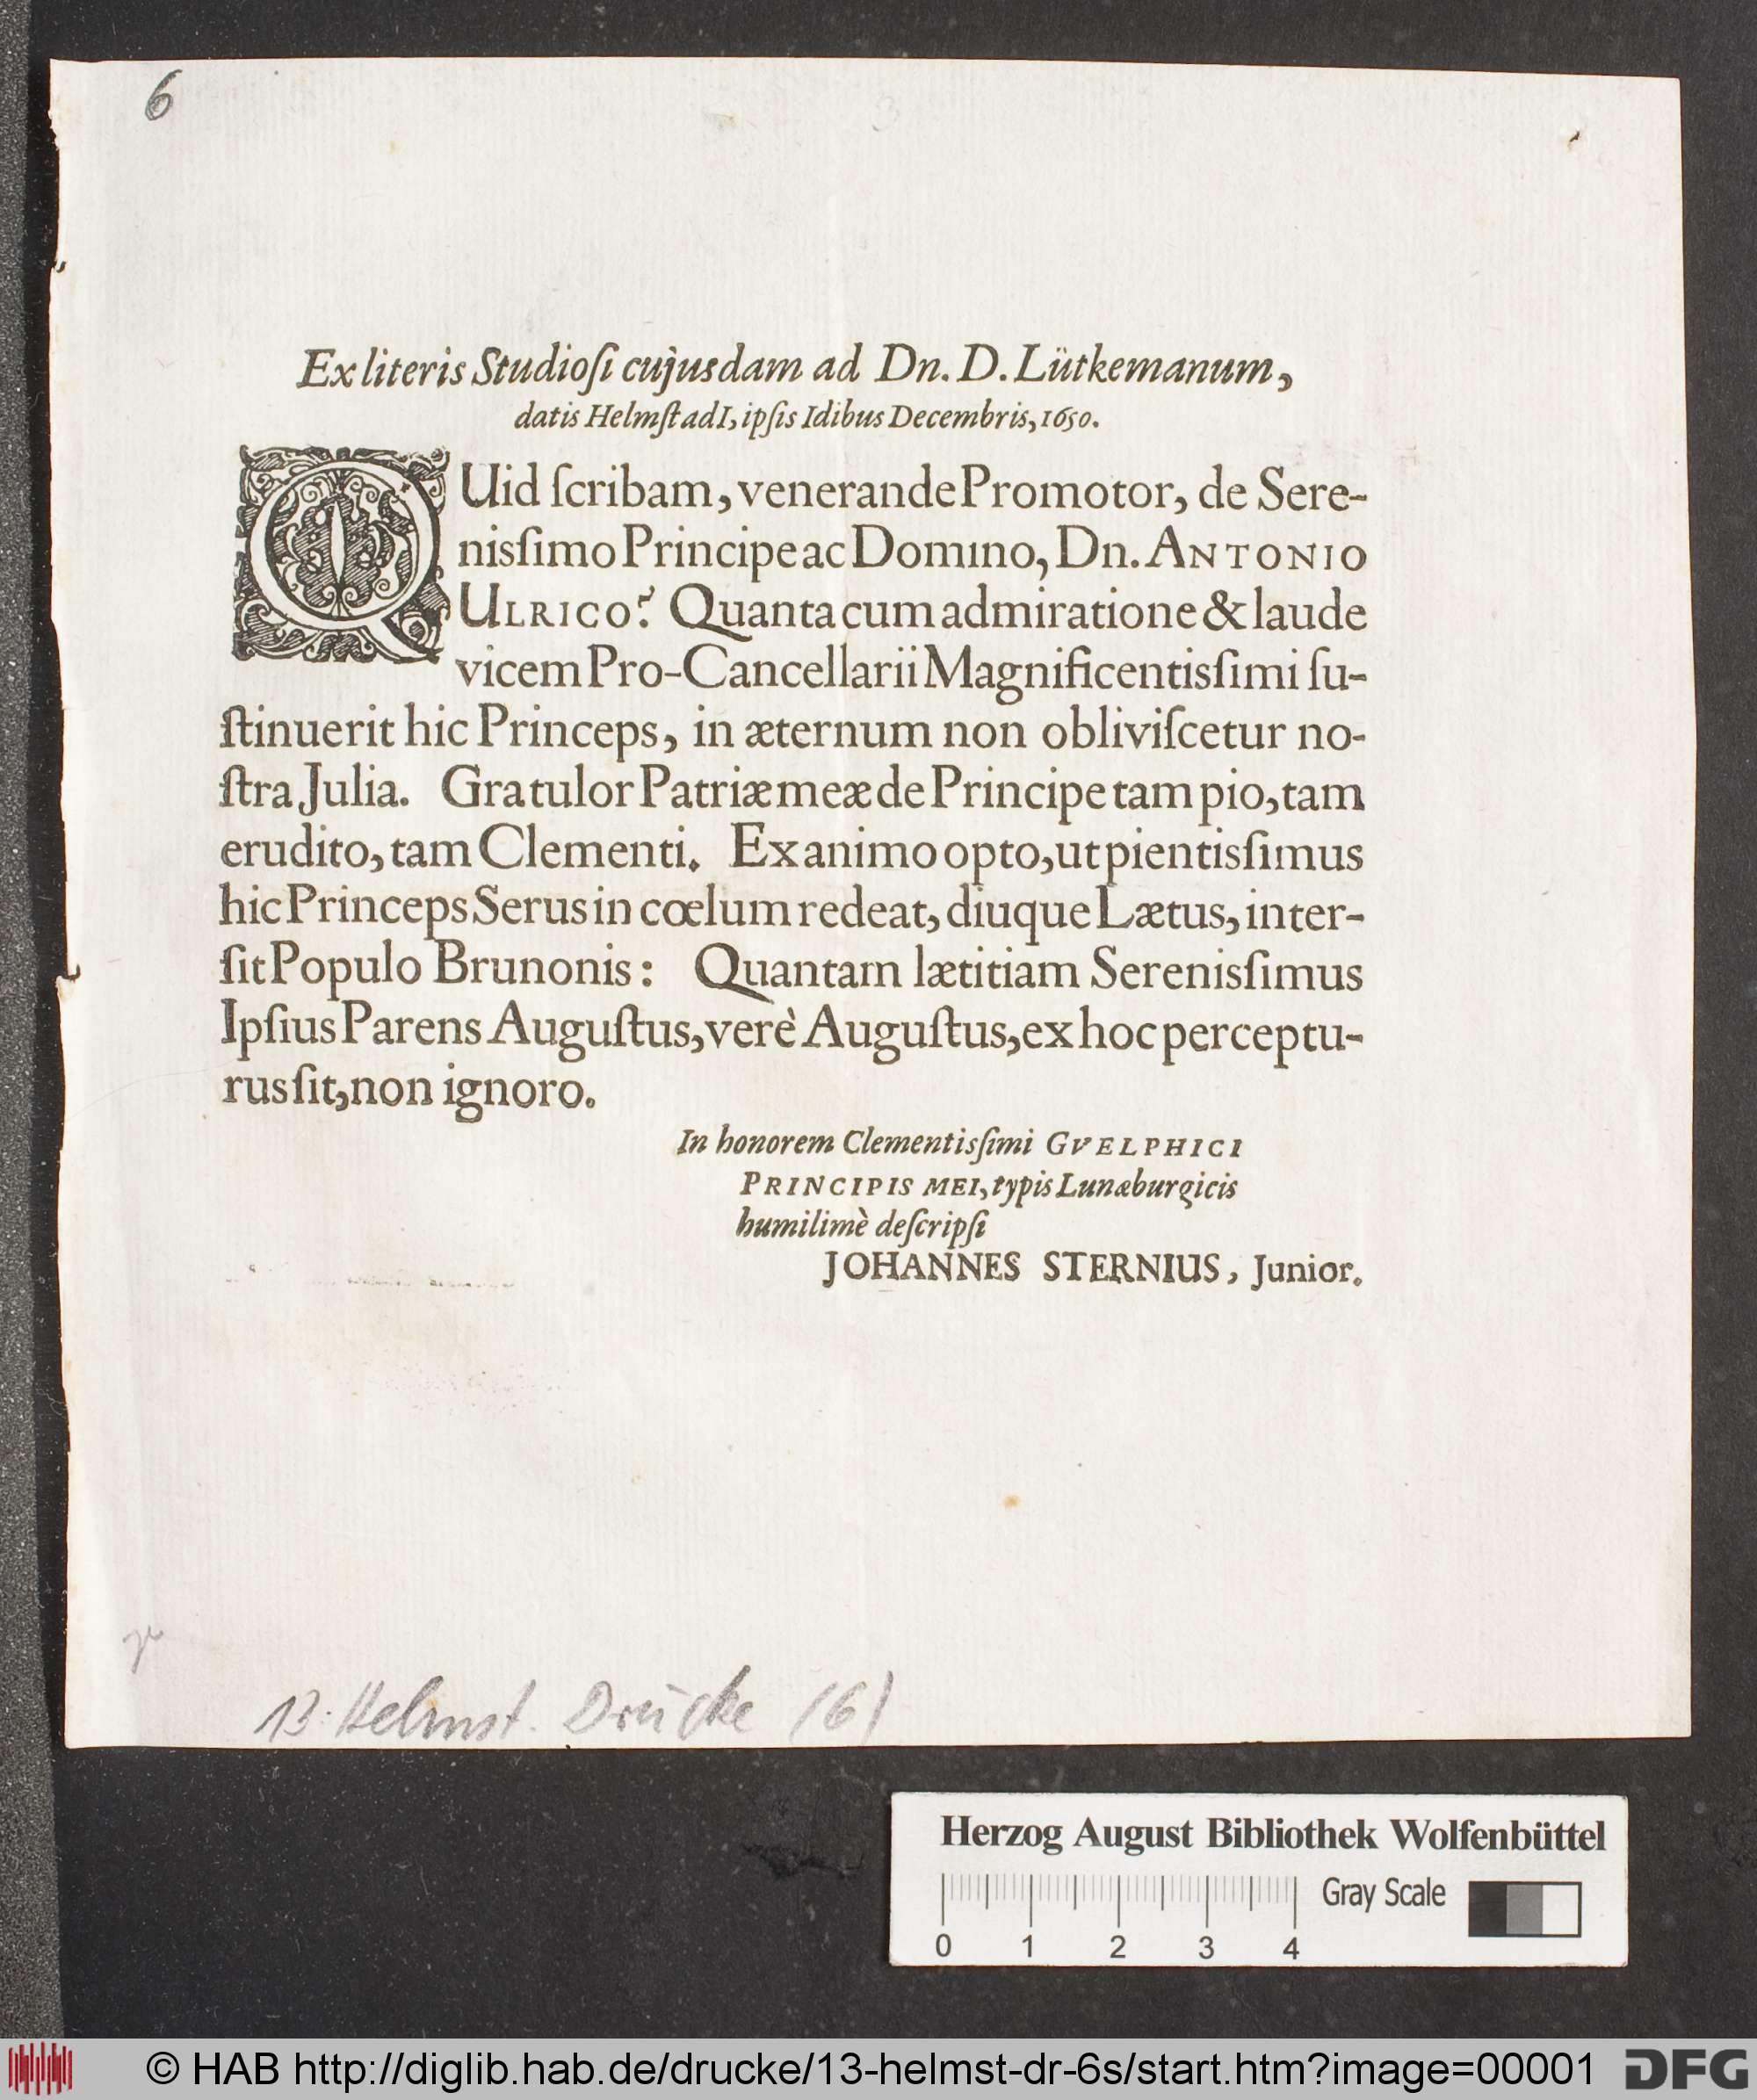 6
Ex literis Studioſi cujusdam ad Dn. D. Lütkemanum,
datis HelmſtadI, ipſis Idibus Decembris, 1650.
QUid ſcribam, venerande Promotor, de Sere-
nisſimo Principe ac Domino, Dn. ANTONIO
ULRICO? Quanta cum admiratione & laude
vicem Pro-Cancellarii Magnificentisſimi ſu-
ſtinuerit hic Princeps, in æternum non obliviſcetur no-
ſtra Julia. Gratulor Patriæ meæ de Principe tam pio, tam
erudito, tam Clementi. Ex animo opto, ut pientisſimus
hic Princeps Serus in cœlum redeat, diuque Lætus, inter-
ſit Populo Brunonis: Quantam lætitiam Serenisſimus
Ipſius Parens Auguſtus, verè Auguſtus, ex hoc perceptu-
rus ſit, non ignoro.
In honorem Clementisſimi GVELPHICI
PRINCIPIS MEI, typis Lunæburgicis
humilimè deſcripſi
JOHANNES STERNIUS, Junior.
13: Helmst. Drucke (6)
Herzog August Bibliothek Wolfenbüttel
Gray Scale
0 1 2 3 4
© HAB http://diglib.hab.de/drucke/13-helmst-dr-6s/start.htm?image=00001 DFG